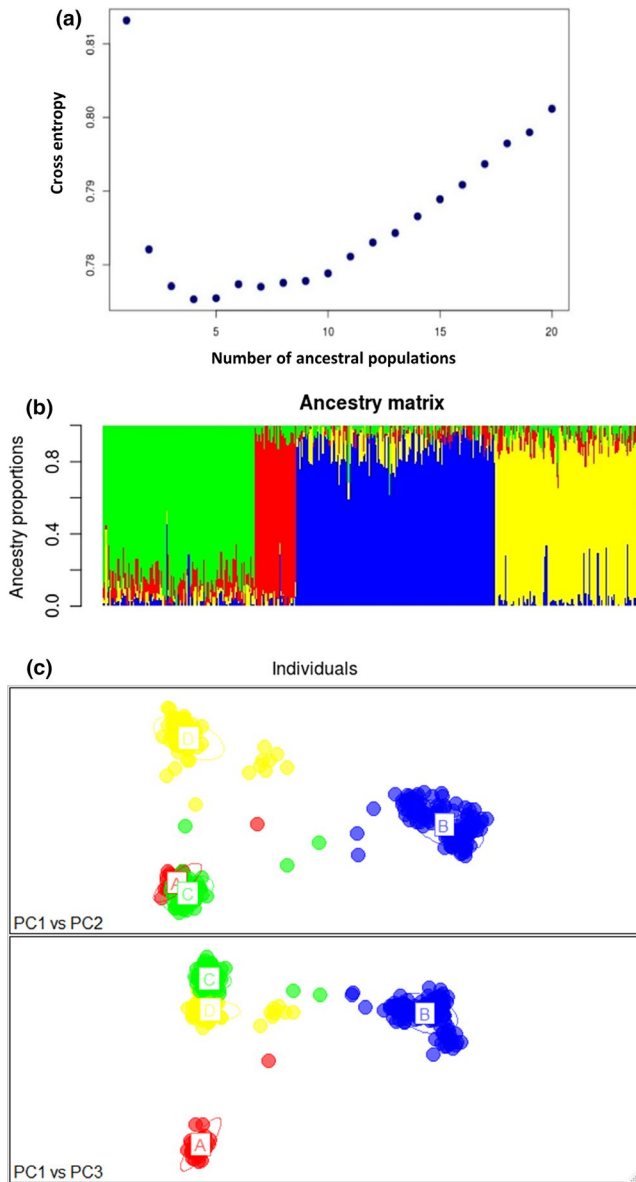 (a)
0.81
0.80
0.79
0.78
Cross entropy
5 10 15 20
Number of ancestral populations
(b)
Ancestry matrix
Ancestry proportions
0.8
0.4
0.0
(c)
Individuals
D
B
A
C
PC1 vs PC2
C
D
B
A
PC1 vs PC3